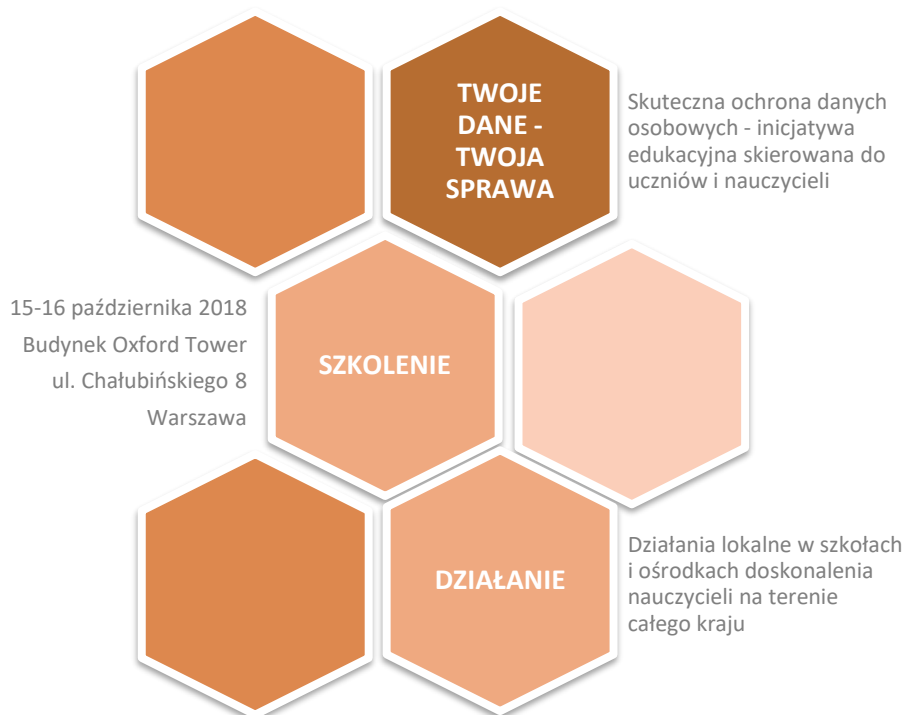 TWOJE
DANE -
TWOJA
SPRAWA
Skuteczna ochrona danych
osobowych - inicjatywa
edukacyjna skierowana do
uczniów i nauczycieli
15-16 października 2018
Budynek Oxford Tower
ul. Chałubińskiego 8
Warszawa
SZKOLENIE
DZIAŁANIE
Działania lokalne w szkołach
i ośrodkach doskonalenia
nauczycieli na terenie
całego kraju